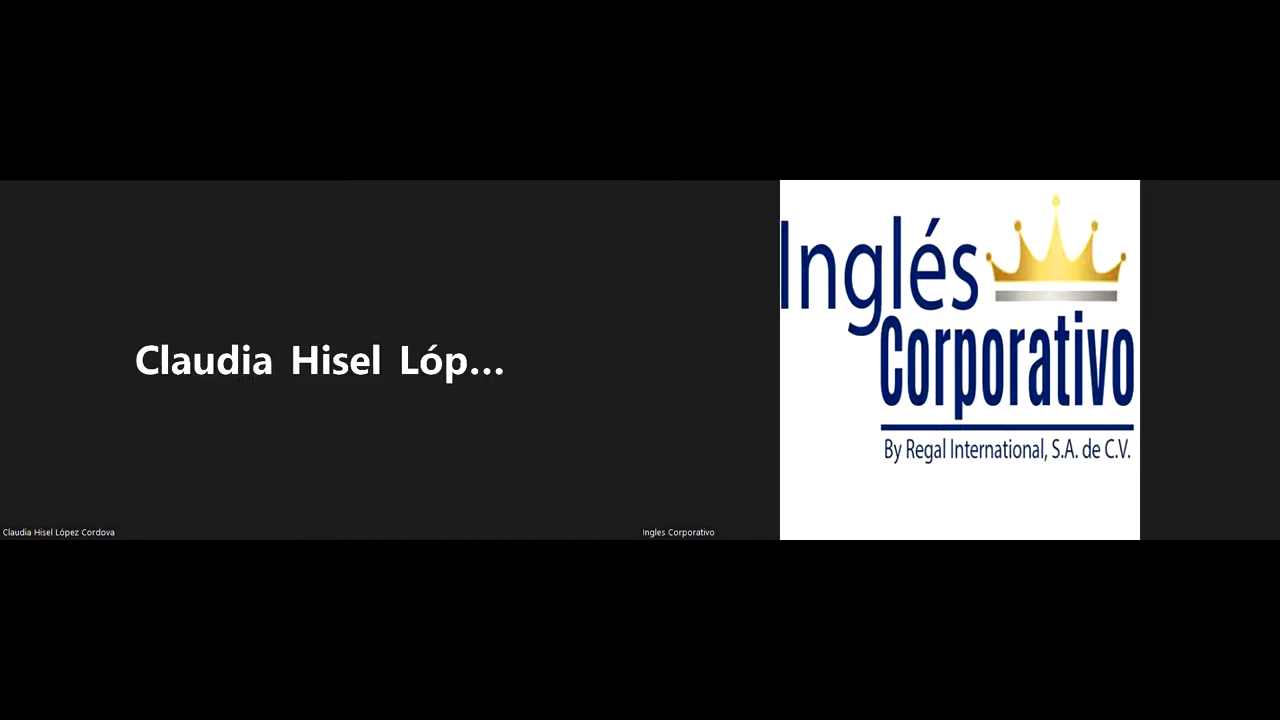 Claudia Hisel Lóp...
Claudia Hisel López Cordova
Inglés
Corporativo
By Regal International, S.A. de C.V.
Ingles Corporativo